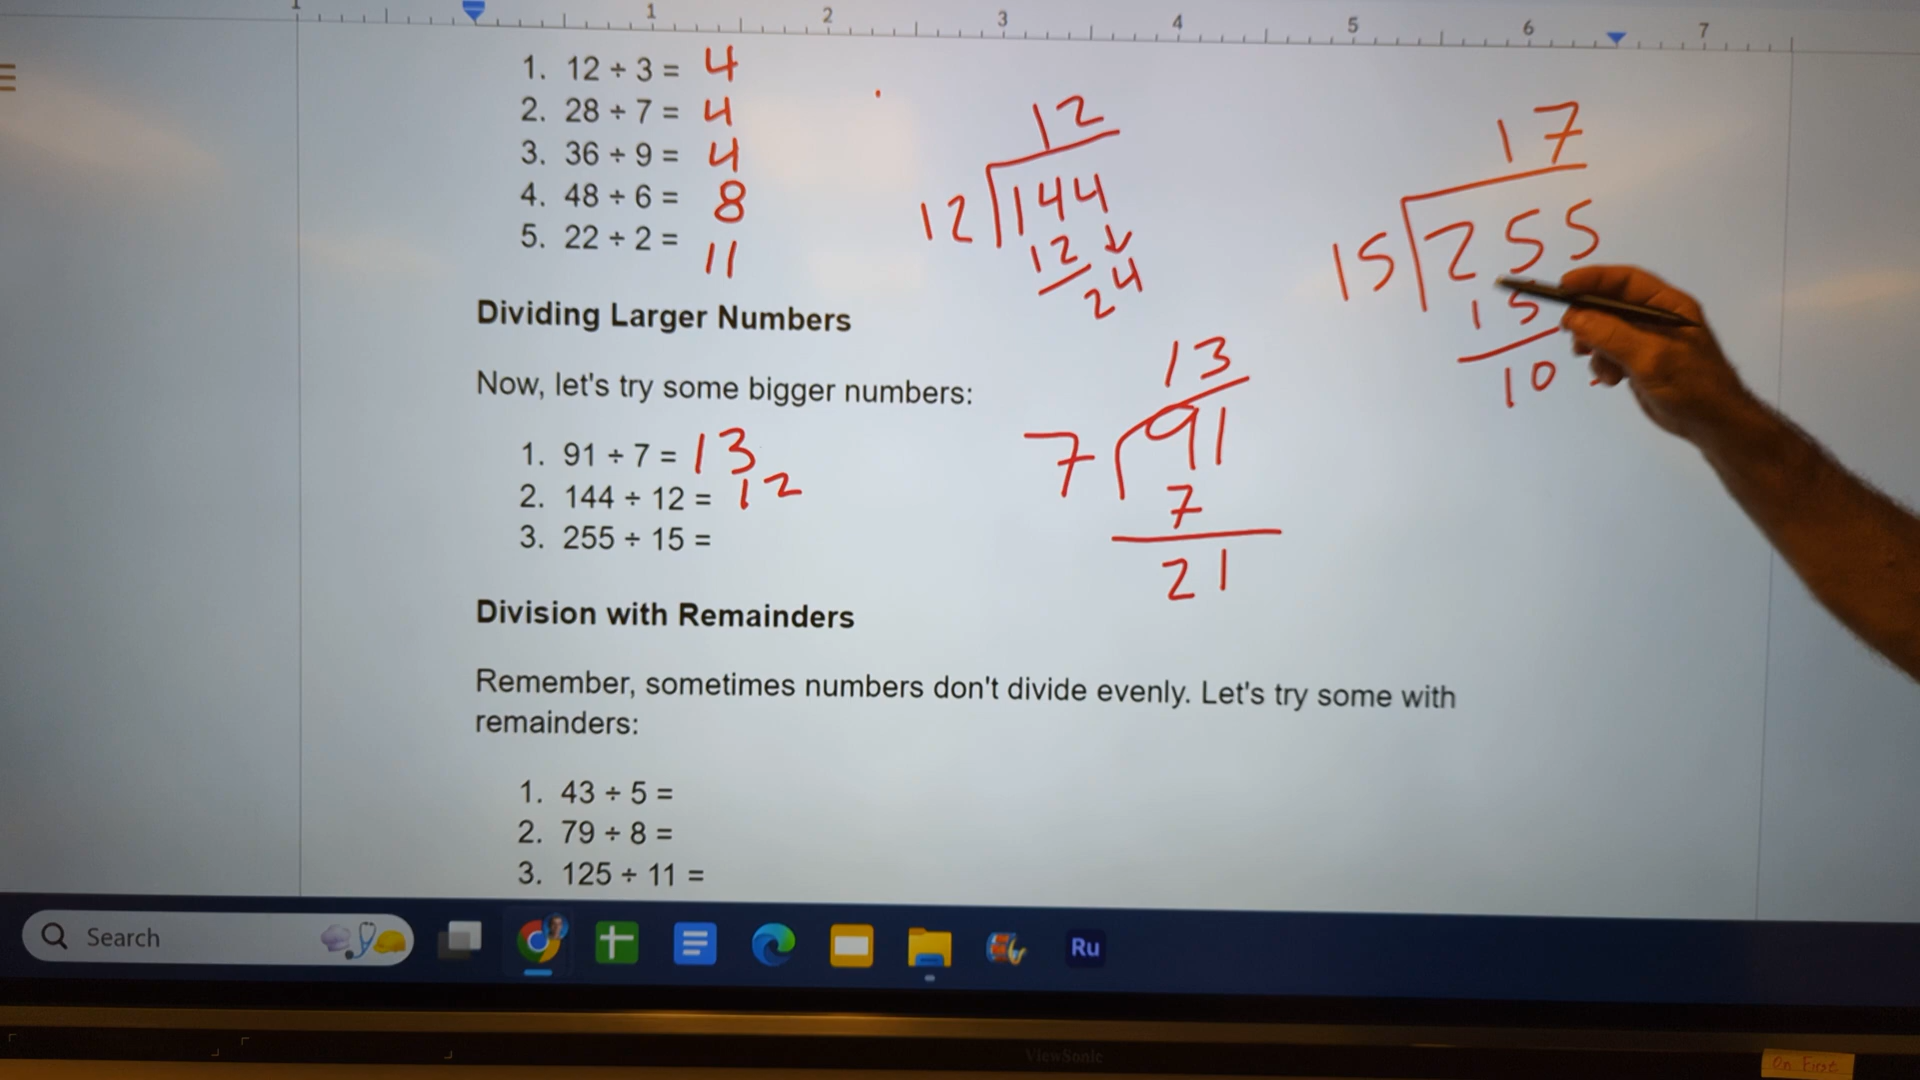 1 1 2 3 4 5 6 7
1. 12 ÷ 3 = 4
2. 28 ÷ 7 = 4
3. 36 ÷ 9 = 4
4. 48 ÷ 6 = 8
5. 22 ÷ 2 = 11
12
12 144
12
24
17
15 255
15
10
Dividing Larger Numbers
Now, let's try some bigger numbers:
1. 91 ÷ 7 = 13
2. 144 ÷ 12 = 12
3. 255 ÷ 15 =
13
7 91
7
21
Division with Remainders
Remember, sometimes numbers don't divide evenly. Let's try some with
remainders:
1. 43 ÷ 5 =
2. 79 ÷ 8 =
3. 125 ÷ 11 =
Search
Ru
ViewSonic
On First